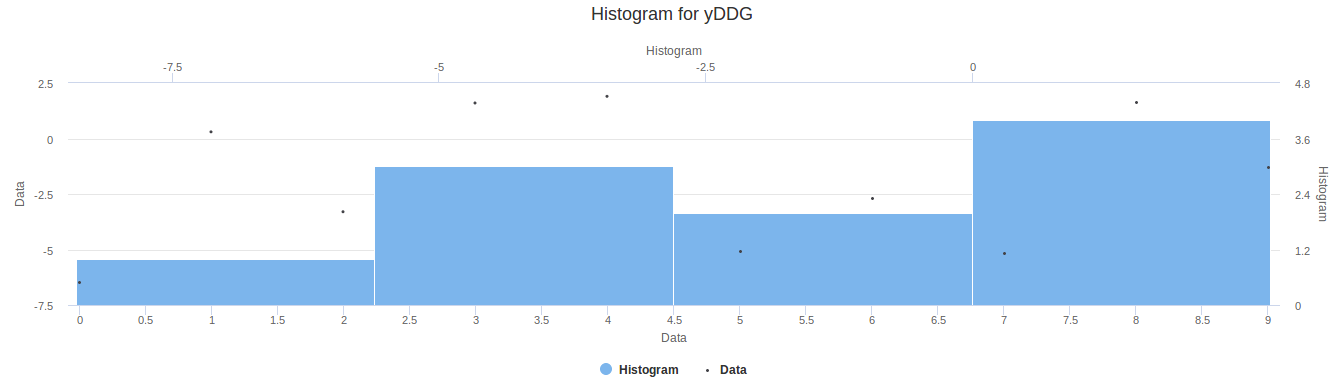 Histogram for yDDG
Histogram
-7.5 -5 -2.5 0
2.5 4.8
0 3.6
-2.5 2.4
-5 1.2
-7.5 0
Data
Histogram
0 0.5 1 1.5 2 2.5 3 3.5 4 4.5 5 5.5 6 6.5 7 7.5 8 8.5 9
Data
Histogram Data